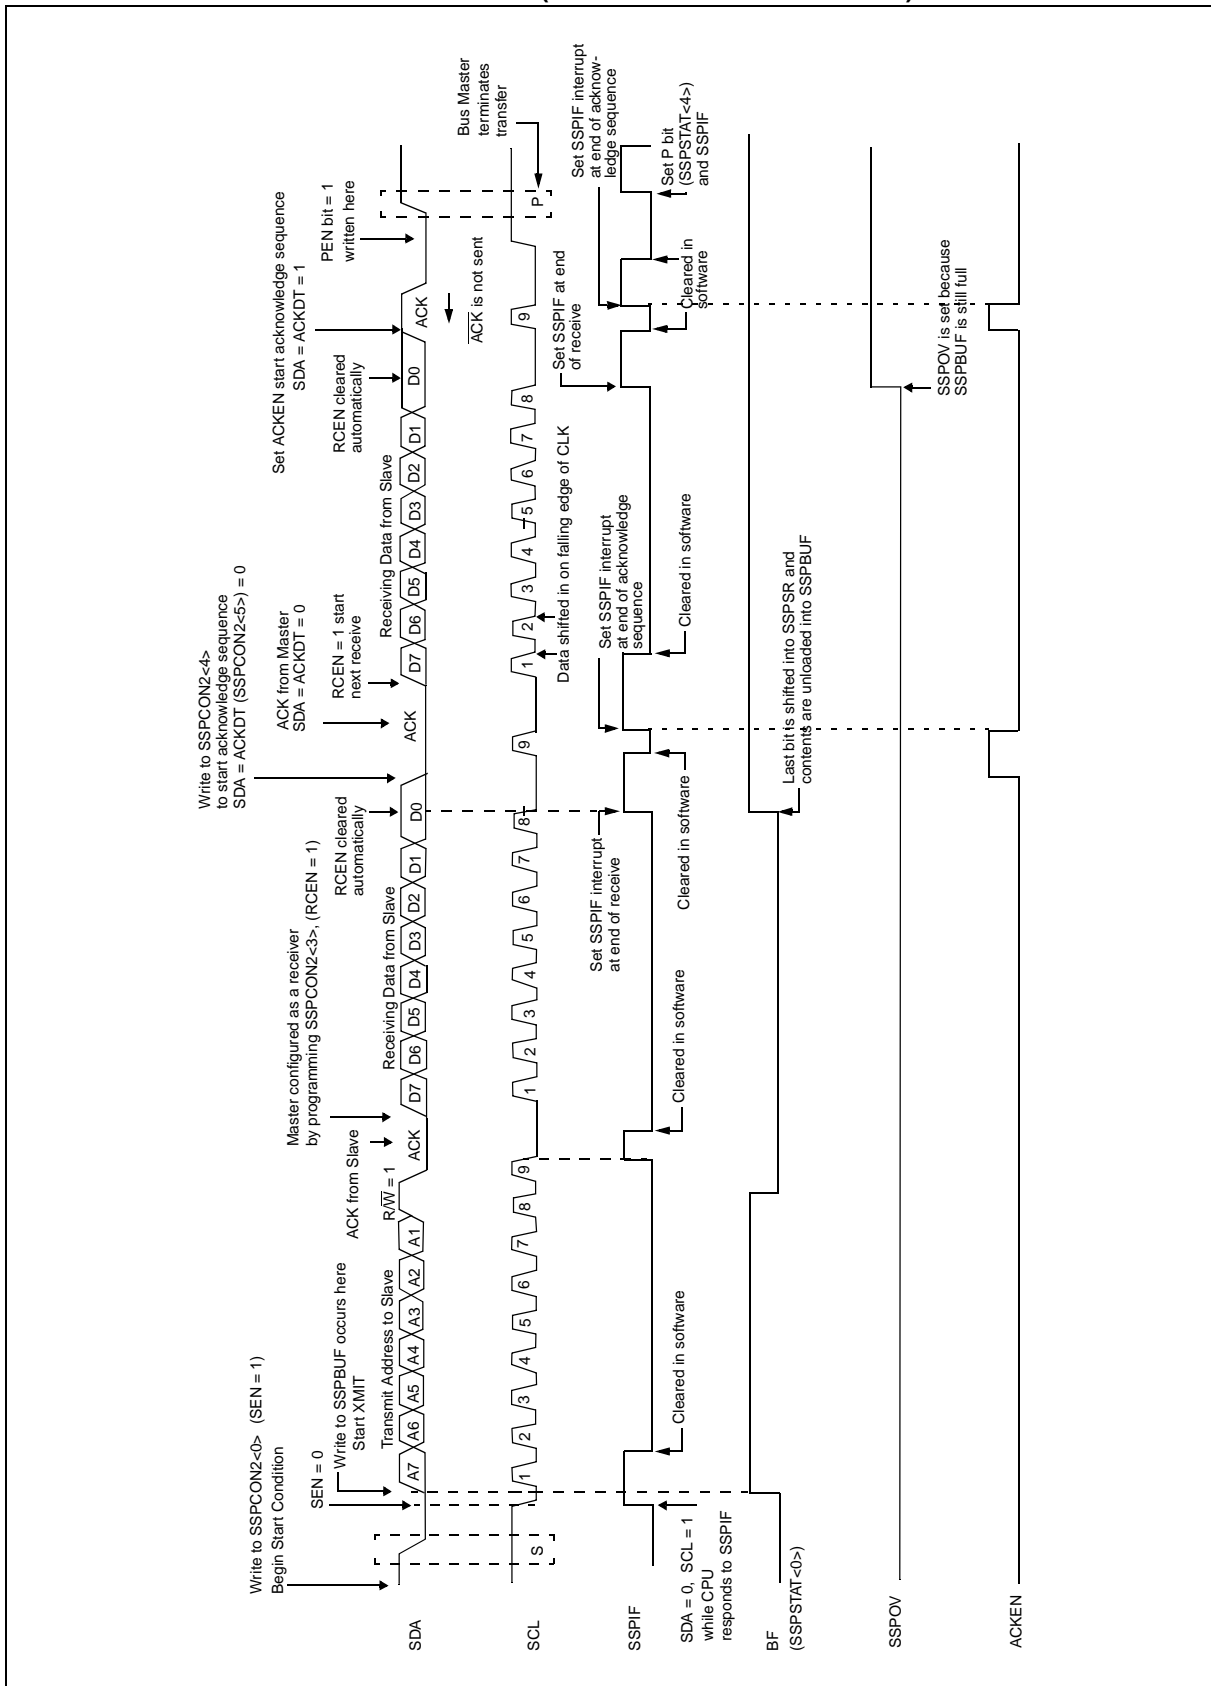 Write to SSPCON2<0> (SEN = 1)
Begin Start Condition
SEN = 0
Write to SSPBUF occurs here
Start XMIT
Transmit Address to Slave
R/W = 1
ACK from Slave
Master configured as a receiver
by programming SSPCON2<3>, (RCEN = 1)
Receiving Data from Slave
RCEN cleared
automatically
Write to SSPCON2<4>
to start acknowledge sequence
SDA = ACKDT (SSPCON2<5>) = 0
ACK from Master
SDA = ACKDT = 0
RCEN = 1 start
next receive
Receiving Data from Slave
RCEN cleared
automatically
Set ACKEN start acknowledge sequence
SDA = ACKDT = 1
PEN bit = 1
written here
Bus Master
terminates
transfer
SDA
A7 A6 A5 A4 A3 A2 A1
ACK
D7 D6 D5 D4 D3 D2 D1 D0
ACK
D7 D6 D5 D4 D3 D2 D1 D0
ACK
ACK is not sent
SCL
S
1 2 3 4 5 6 7 8 9
1 2 3 4 5 6 7 8 9
1 2 3 4 5 6 7 8 9
P
Data shifted in on falling edge of CLK
Set SSPIF interrupt
at end of receive
Set SSPIF interrupt
at end of acknowledge
sequence
Set SSPIF at end
of receive
Set SSPIF interrupt
at end of acknow-
ledge sequence
SSPIF
SDA = 0, SCL = 1
while CPU
responds to SSPIF
Cleared in software
Cleared in software
Cleared in software
Cleared in software
Cleared in software
Cleared in
software
Set P bit
(SSPSTAT<4>)
and SSPIF
BF
(SSPSTAT<0>)
Last bit is shifted into SSPSR and
contents are unloaded into SSPBUF
SSPOV
SSPOV is set because
SSPBUF is still full
ACKEN